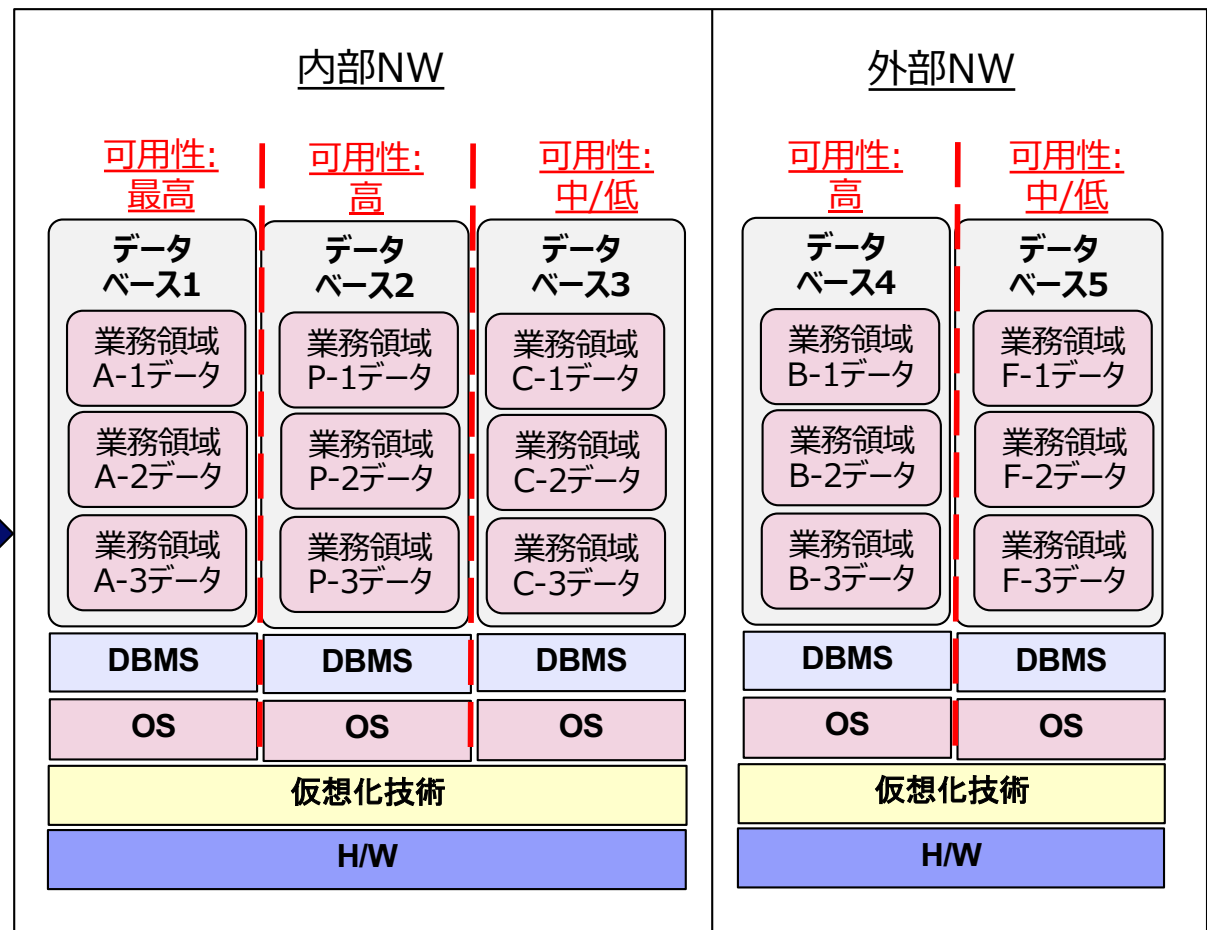 内部NW
可用性:
最高
可用性:
高
可用性:
中/低
データ
ベース1
業務領域
A-1データ
業務領域
A-2データ
業務領域
A-3データ
データ
ベース2
業務領域
P-1データ
業務領域
P-2データ
業務領域
P-3データ
データ
ベース3
業務領域
C-1データ
業務領域
C-2データ
業務領域
C-3データ
DBMS
DBMS
DBMS
OS
OS
OS
仮想化技術
H/W
外部NW
可用性:
高
可用性:
中/低
データ
ベース4
業務領域
B-1データ
業務領域
B-2データ
業務領域
B-3データ
データ
ベース5
業務領域
F-1データ
業務領域
F-2データ
業務領域
F-3データ
DBMS
DBMS
OS
OS
仮想化技術
H/W